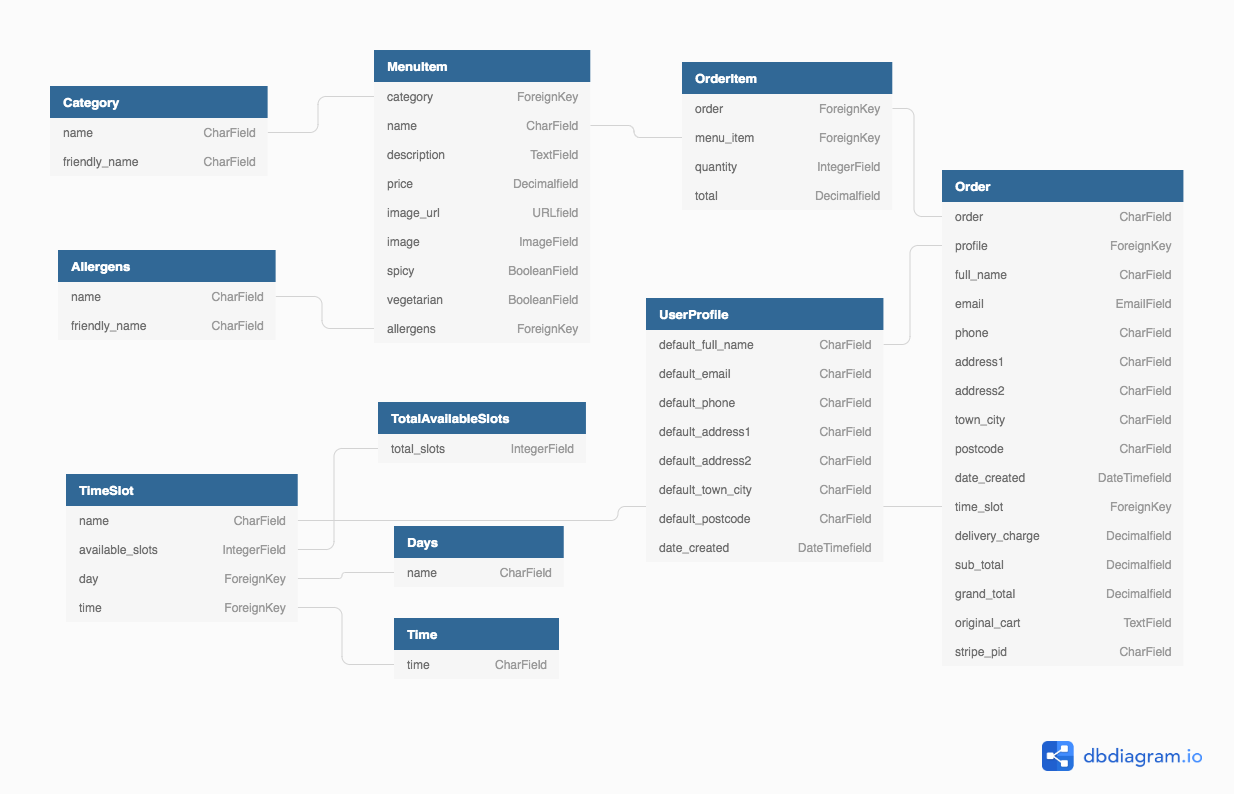 Category
name CharField
friendly_name CharField
Allergens
name CharField
friendly_name CharField
MenuItem
category ForeignKey
name CharField
description TextField
price Decimalfield
image_url URLfield
image ImageField
spicy BooleanField
vegetarian BooleanField
allergens ForeignKey
OrderItem
order ForeignKey
menu_item ForeignKey
quantity IntegerField
total Decimalfield
Order
order CharField
profile ForeignKey
full_name CharField
email EmailField
phone CharField
address1 CharField
address2 CharField
town_city CharField
postcode CharField
date_created DateTimefield
time_slot ForeignKey
delivery_charge Decimalfield
sub_total Decimalfield
grand_total Decimalfield
original_cart TextField
stripe_pid CharField
UserProfile
default_full_name CharField
default_email CharField
default_phone CharField
default_address1 CharField
default_address2 CharField
default_town_city CharField
default_postcode CharField
date_created DateTimefield
TotalAvailableSlots
total_slots IntegerField
TimeSlot
name CharField
available_slots IntegerField
day ForeignKey
time ForeignKey
Days
name CharField
Time
time CharField
dbdiagram.io